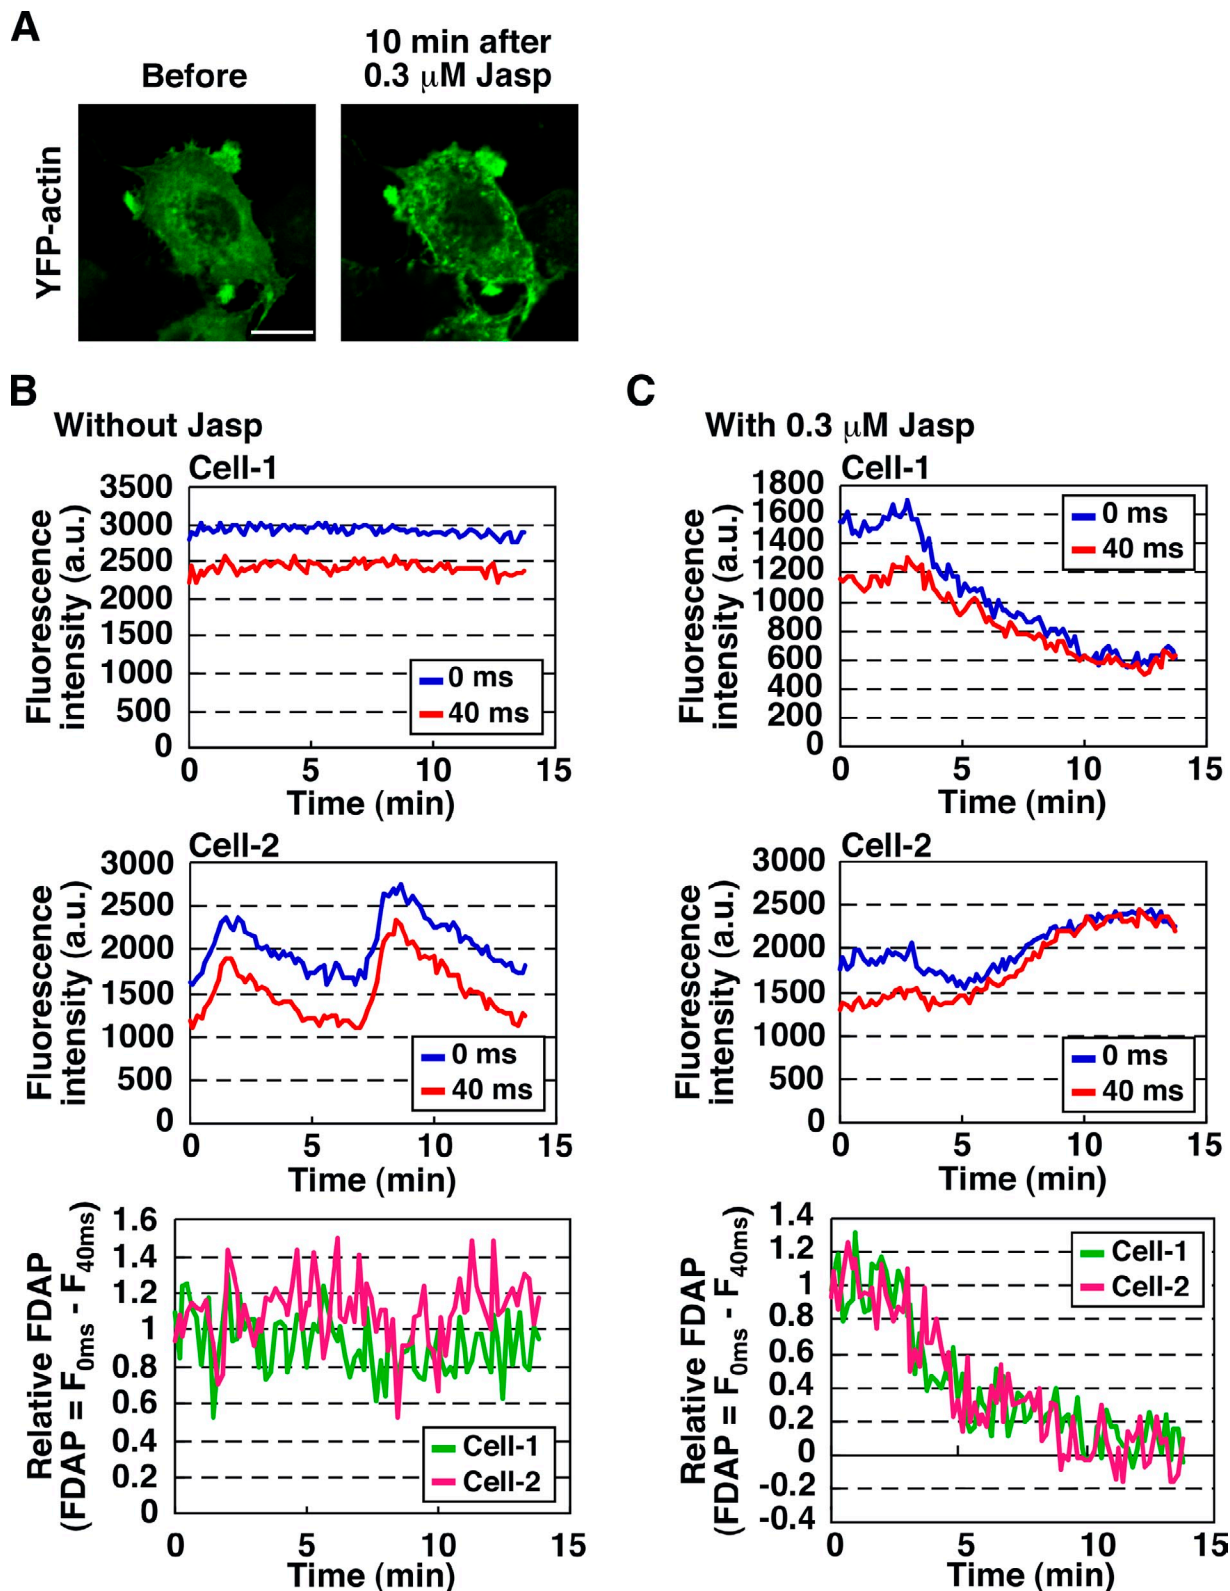 A
Before
10 min after
0.3 μM Jasp
YFP-actin
B
Without Jasp
Cell-1
Fluorescence
intensity (a.u.)
3500
3000
2500
2000
1500
1000
500
0
0 ms
40 ms
0 5 10 15
Time (min)
Cell-2
Fluorescence
intensity (a.u.)
3000
2500
2000
1500
1000
500
0
0 ms
40 ms
0 5 10 15
Time (min)
Relative FDAP
(FDAP = F0ms - F40ms)
1.6
1.4
1.2
1
0.8
0.6
0.4
0.2
0
Cell-1
Cell-2
0 5 10 15
Time (min)
C
With 0.3 μM Jasp
Cell-1
Fluorescence
intensity (a.u.)
1800
1600
1400
1200
1000
800
600
400
200
0
0 ms
40 ms
0 5 10 15
Time (min)
Cell-2
Fluorescence
intensity (a.u.)
3000
2500
2000
1500
1000
500
0
0 ms
40 ms
0 5 10 15
Time (min)
Relative FDAP
(FDAP = F0ms - F40ms)
1.4
1.2
1
0.8
0.6
0.4
0.2
0
-0.2
-0.4
Cell-1
Cell-2
0 5 10 15
Time (min)